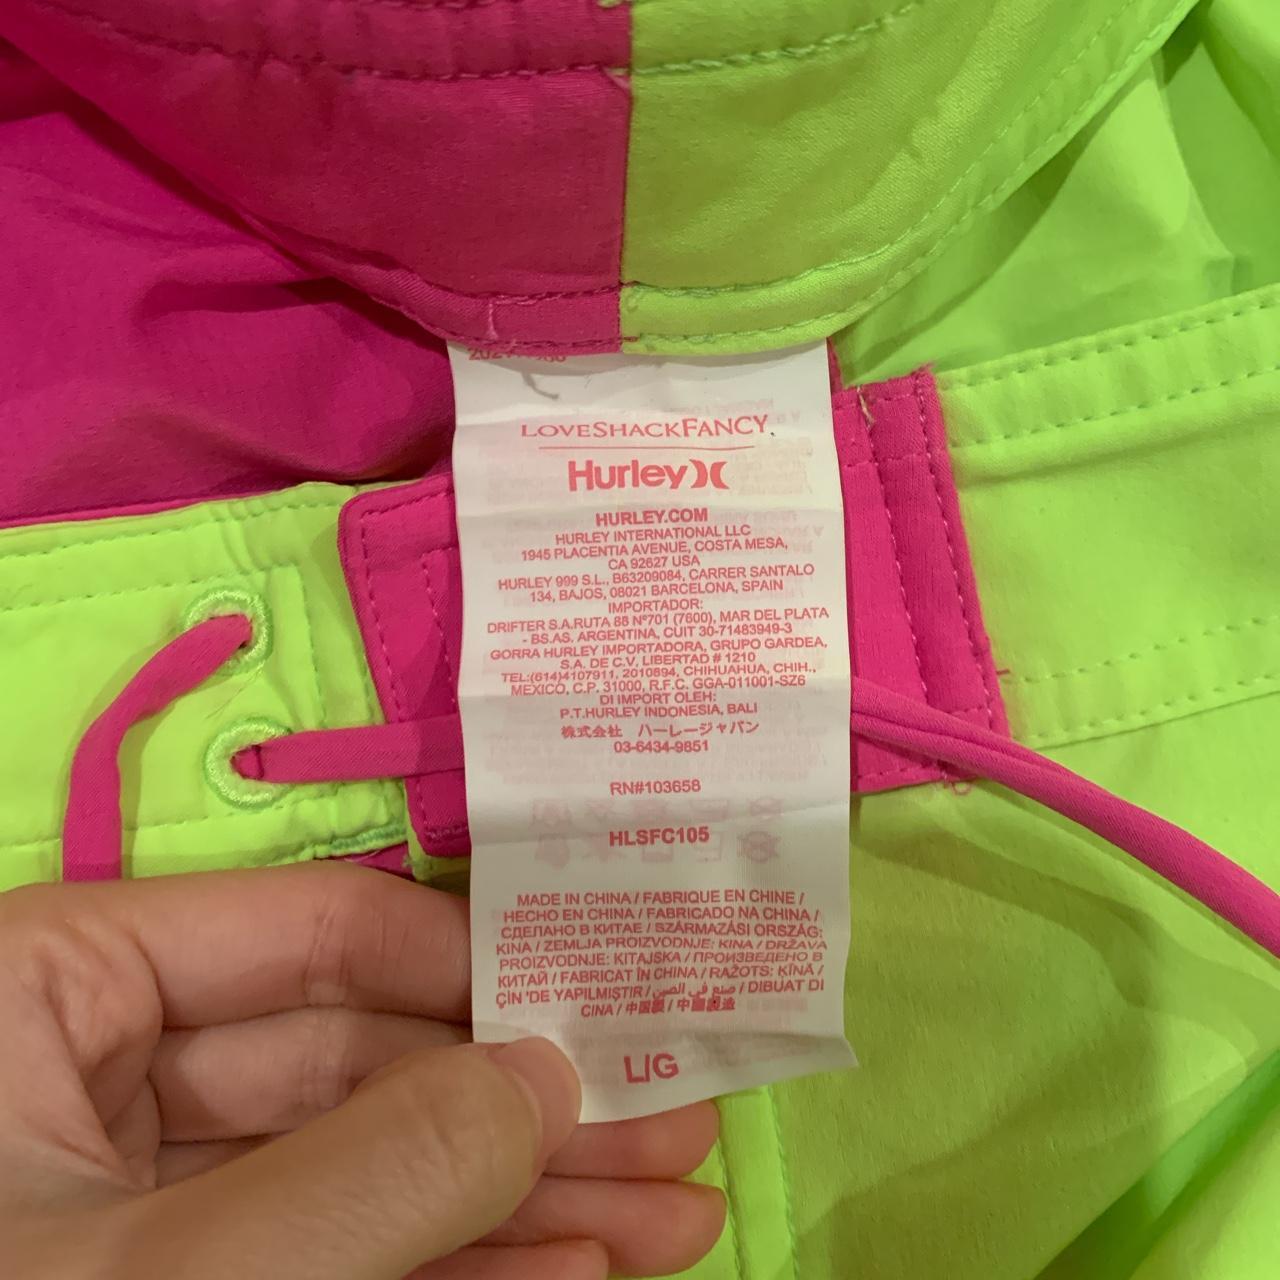 LOVESHACKFANCY
Hurley
HURLEY.COM
HURLEY INTERNATIONAL LLC
1945 PLACENTIA AVENUE, COSTA MESA,
CA 92627 USA
HURLEY 999 S.L., B63209084, CARRER SANTALO
134, BAJOS, 08021 BARCELONA, SPAIN
IMPORTADOR:
DRIFTER S.A.RUTA 88 Nº701 (7600), MAR DEL PLATA
- BS.AS. ARGENTINA, CUIT 30-71483949-3
GORRA HURLEY IMPORTADORA, GRUPO GARDEA,
S.A. DE C.V, LIBERTAD # 1210
TEL:(614)4107911, 2010894, CHIHUAHUA, CHIH.,
MEXICO, C.P. 31000, R.F.C. GGA-011001-SZ6
DI IMPORT OLEH:
P.T.HURLEY INDONESIA, BALI
株式会社 ハーレージャパン
03-6434-9851
RN#103658
HLSFC105
MADE IN CHINA / FABRIQUE EN CHINE /
HECHO EN CHINA / FABRICADO NA CHINA /
СДЕЛАНО В КИТАЕ / SZÁRMAZÁSI ORSZÁG:
KINA / ZEMLJA PROIZVODNJE: KINA / DRŽAVA
PROIZVODNJE: KITAJSKA / ПРОИЗВЕДЕНО В
КИТАЙ / FABRICAT ÎN CHINA / RAŽOTS: ĶĪNĀ /
ÇIN 'DE YAPILMIŞTIR / صنع في الصين / DIBUAT DI
CINA / 中国製 / 中國製造
L/G